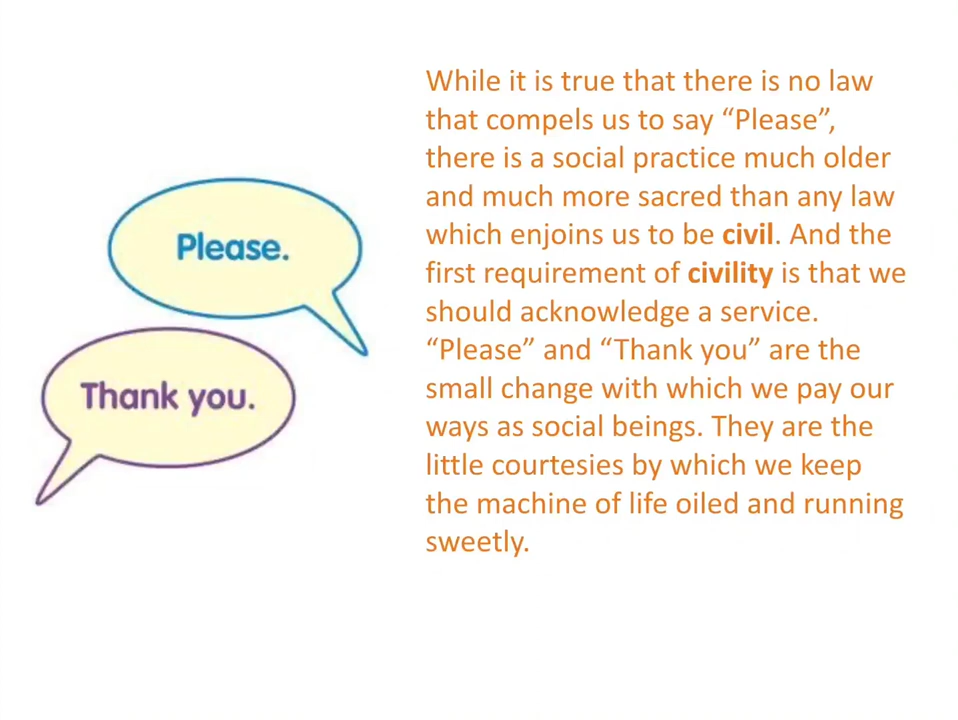 Please.
Thank you.
While it is true that there is no law
that compels us to say “Please”,
there is a social practice much older
and much more sacred than any law
which enjoins us to be civil. And the
first requirement of civility is that we
should acknowledge a service.
“Please” and “Thank you” are the
small change with which we pay our
ways as social beings. They are the
little courtesies by which we keep
the machine of life oiled and running
sweetly.